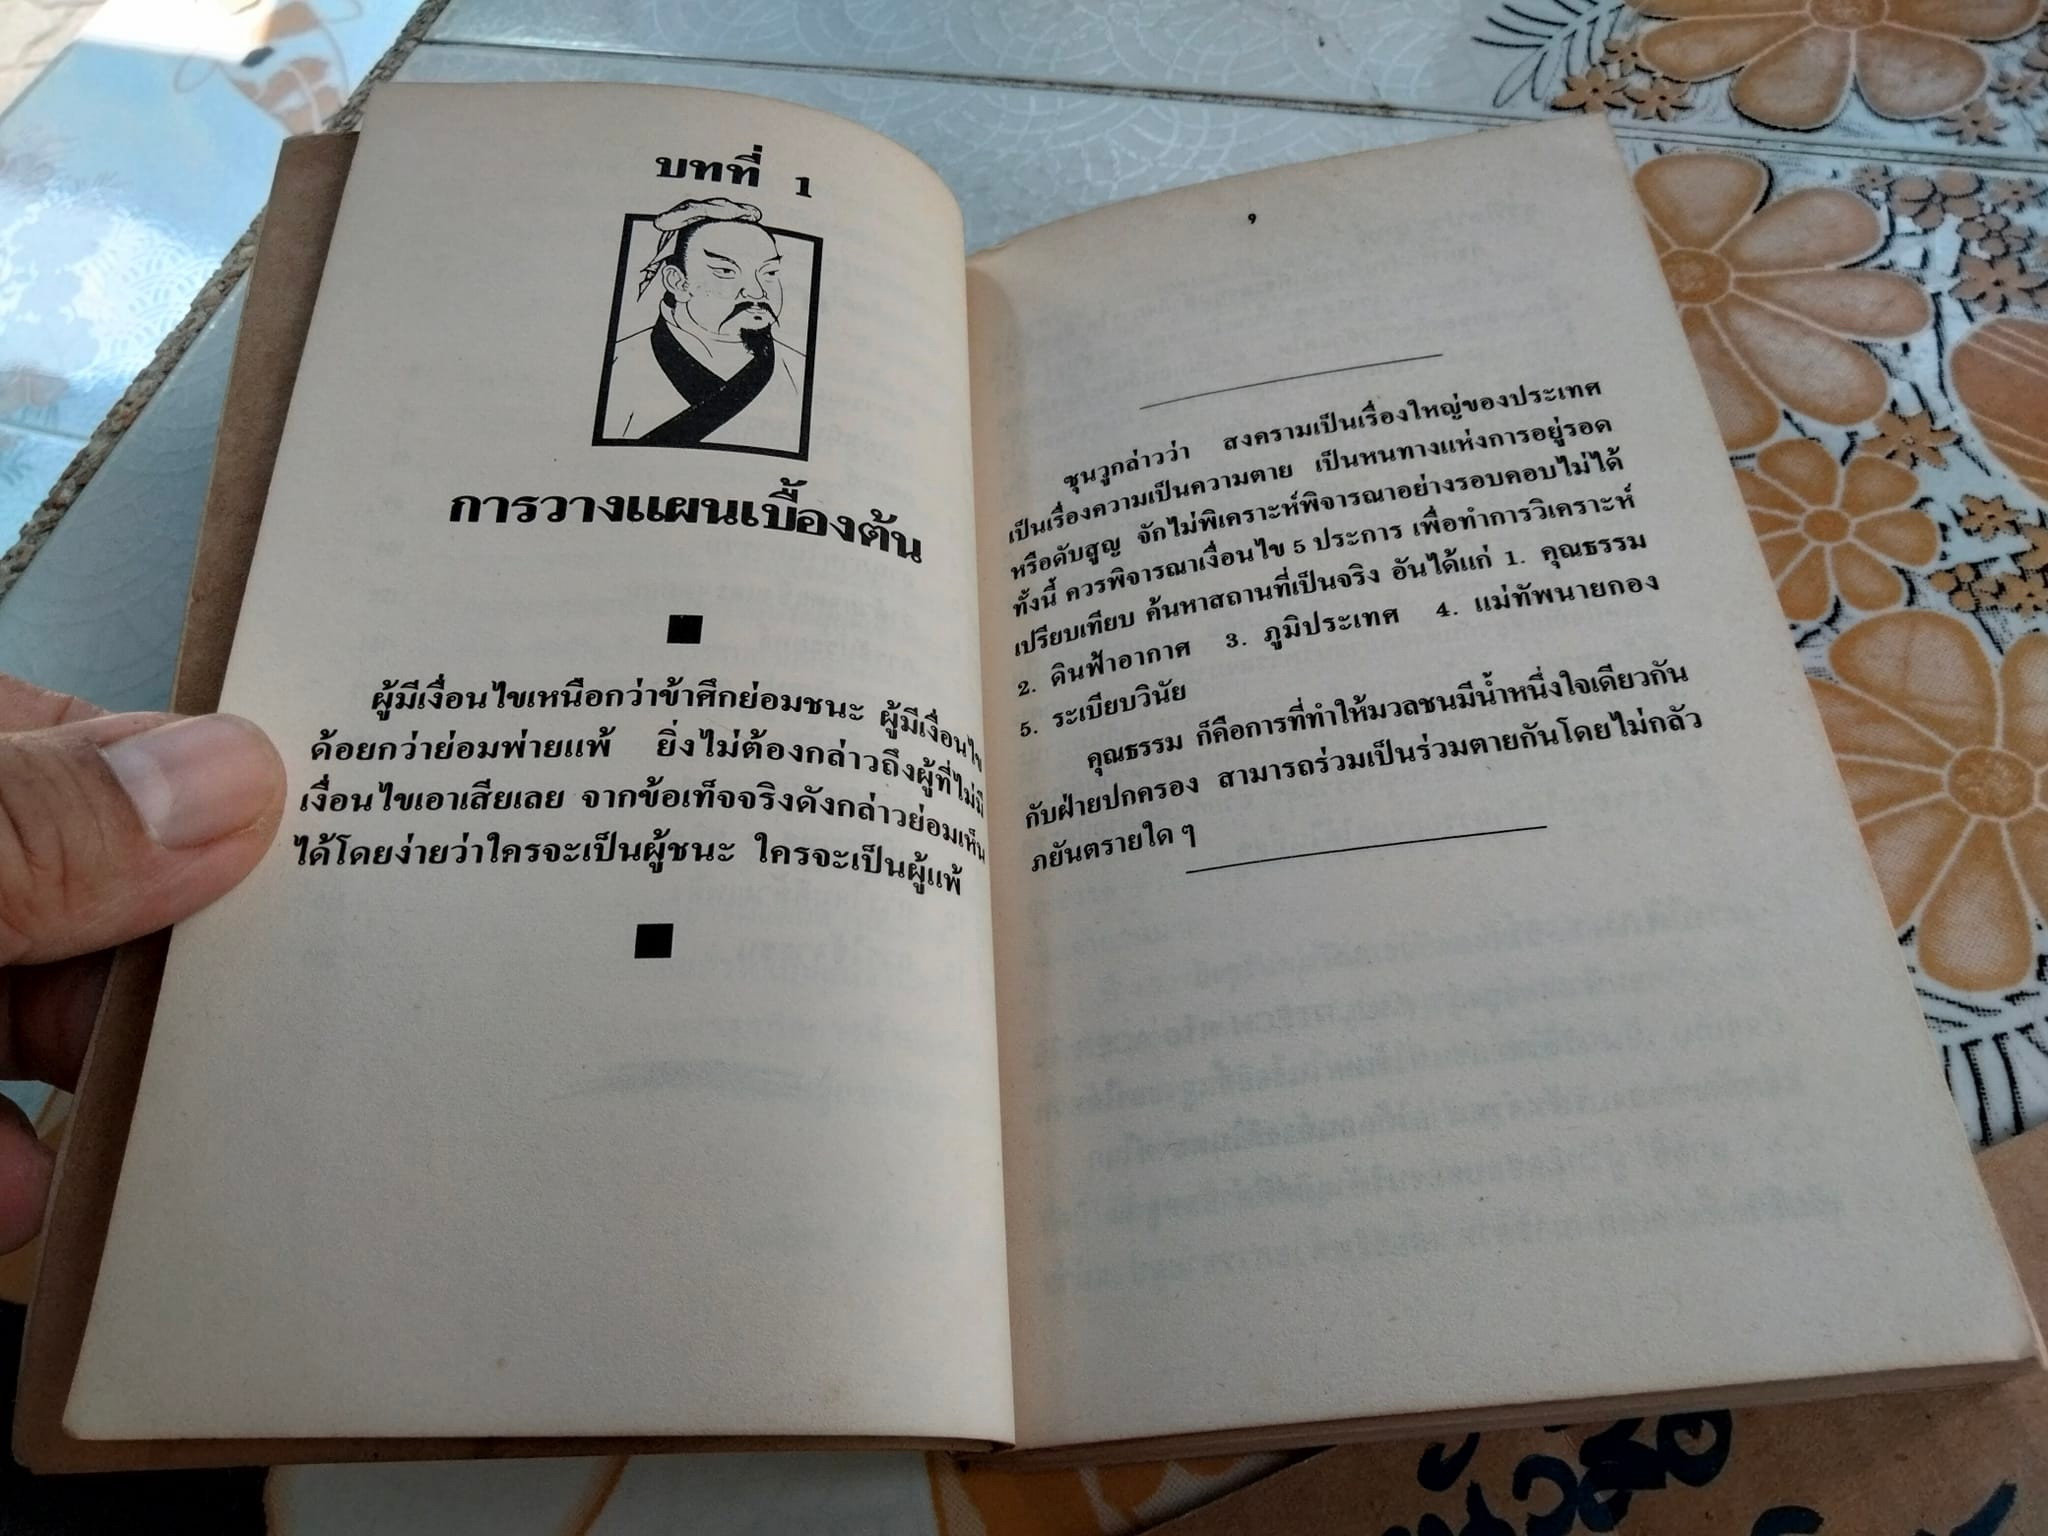 บทที่ 1
การวางแผนเบื้องต้น
ผู้มีเงื่อนไขเหนือกว่าข้าศึกย่อมชนะ ผู้มีเงื่อนไข
ด้อยกว่าย่อมพ่ายแพ้ ยิ่งไม่ต้องกล่าวถึงผู้ที่ไม่มี
เงื่อนไขเอาเสียเลย จากข้อเท็จจริงดังกล่าวย่อมเห็น
ได้โดยง่ายว่าใครจะเป็นผู้ชนะ ใครจะเป็นผู้แพ้
ซุนวูกล่าวว่า สงครามเป็นเรื่องใหญ่ของประเทศ
เป็นเรื่องความเป็นความตาย เป็นหนทางแห่งการอยู่รอด
หรือดับสูญ จักไม่พิเคราะห์พิจารณาอย่างรอบคอบไม่ได้
ทั้งนี้ ควรพิจารณาเงื่อนไข 5 ประการ เพื่อทำการวิเคราะห์
เปรียบเทียบ ค้นหาสถานที่เป็นจริง อันได้แก่ 1. คุณธรรม
2. ดินฟ้าอากาศ 3. ภูมิประเทศ 4. แม่ทัพนายกอง
5. ระเบียบวินัย
คุณธรรม ก็คือการที่ทำให้มวลชนมีน้ำหนึ่งใจเดียวกัน
กับฝ่ายปกครอง สามารถร่วมเป็นร่วมตายกันโดยไม่กลัว
ภยันตรายใด ๆ